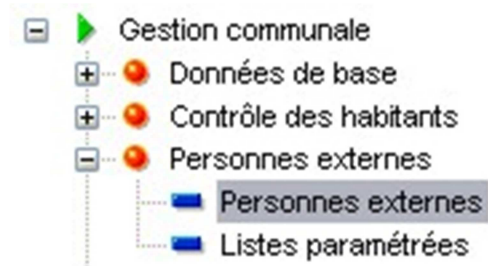 Gestion communale
Données de base
Contrôle des habitants
Personnes externes
Personnes externes
Listes paramétrées